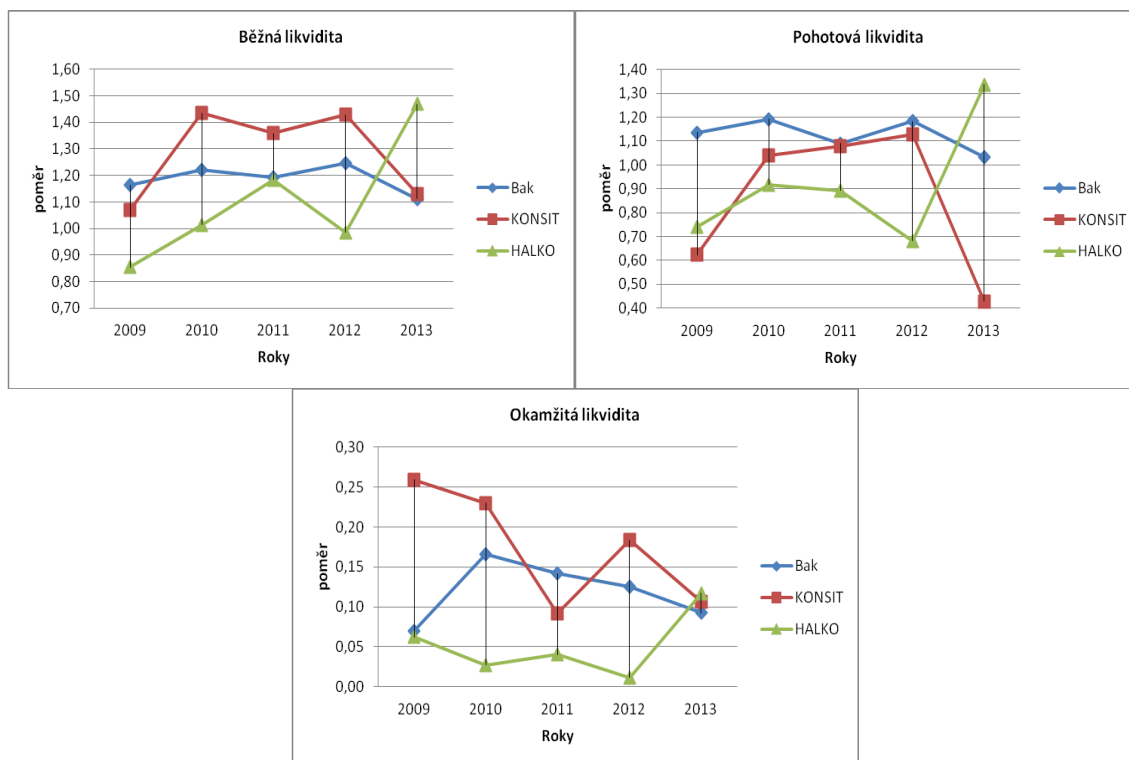 Běžná likvidita
1,60
1,50
1,40
1,30
1,20
1,10
1,00
0,90
0,80
0,70
poměr
2009 2010 2011 2012 2013
Roky
Bak
KONSIT
HALKO
Pohotová likvidita
1,40
1,30
1,20
1,10
1,00
0,90
0,80
0,70
0,60
0,50
0,40
poměr
2009 2010 2011 2012 2013
Roky
Bak
KONSIT
HALKO
Okamžitá likvidita
0,30
0,25
0,20
0,15
0,10
0,05
0,00
poměr
2009 2010 2011 2012 2013
Roky
Bak
KONSIT
HALKO